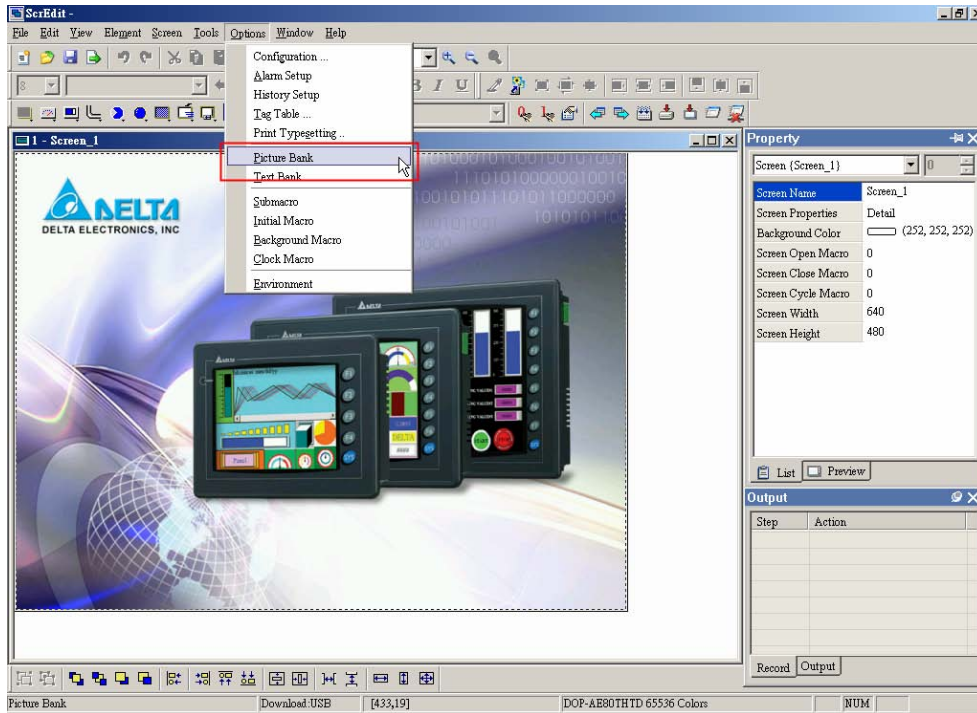 ScrEdit -
File Edit View Element Screen Tools Options Window Help
Configuration ...
Alarm Setup
History Setup
Tag Table ...
Print Typesetting ..
Picture Bank
Text Bank
Submacro
Initial Macro
Background Macro
Clock Macro
Environment
8
B I U
1 - Screen_1
DELTA
DELTA ELECTRONICS, INC
Property
Screen {Screen_1}
0
Screen Name Screen_1
Screen Properties Detail
Background Color (252, 252, 252)
Screen Open Macro 0
Screen Close Macro 0
Screen Cycle Macro 0
Screen Width 640
Screen Height 480
List Preview
Output
Step Action
Record Output
Picture Bank Download:USB [433,19] DOP-AE80THTD 65536 Colors NUM